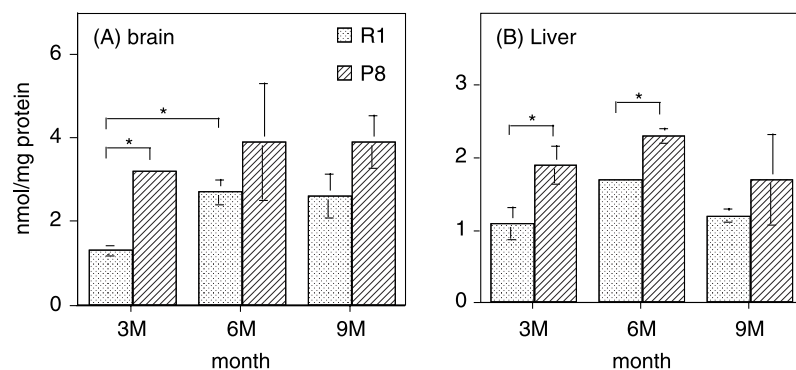 (A) brain
R1
P8
6
4
2
0
nmol/mg protein
*
*
3M 6M 9M
month
(B) Liver
3
2
1
0
*
*
3M 6M 9M
month